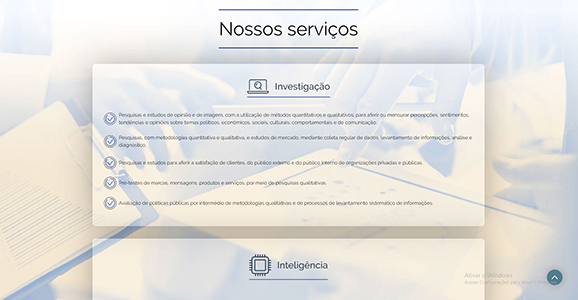 Nossos serviços
Investigação
Pesquisas e estudos de opinião e de imagem, com a utilização de métodos quantitativos e qualitativos, para aferir ou mensurar percepções, sentimentos,
tendências e opiniões sobre temas políticos, econômicos, sociais, culturais, comportamentais e de comunicação.
Pesquisas, com metodologias quantitativa e qualitativa, e estudos de mercado, mediante coleta regular de dados, levantamento de informações, análise e
diagnóstico.
Pesquisas e estudos para aferir a satisfação de clientes, do público externo e do público interno de organizações privadas e públicas.
Pré-testes de marcas, mensagens, produtos e serviços, por meio de pesquisas qualitativas.
Avaliação de políticas públicas por intermédio de metodologias qualitativas e de processos de levantamento sistemático de informações.
Inteligência
Ativar o Windows
Acesse Configurações para ativar o